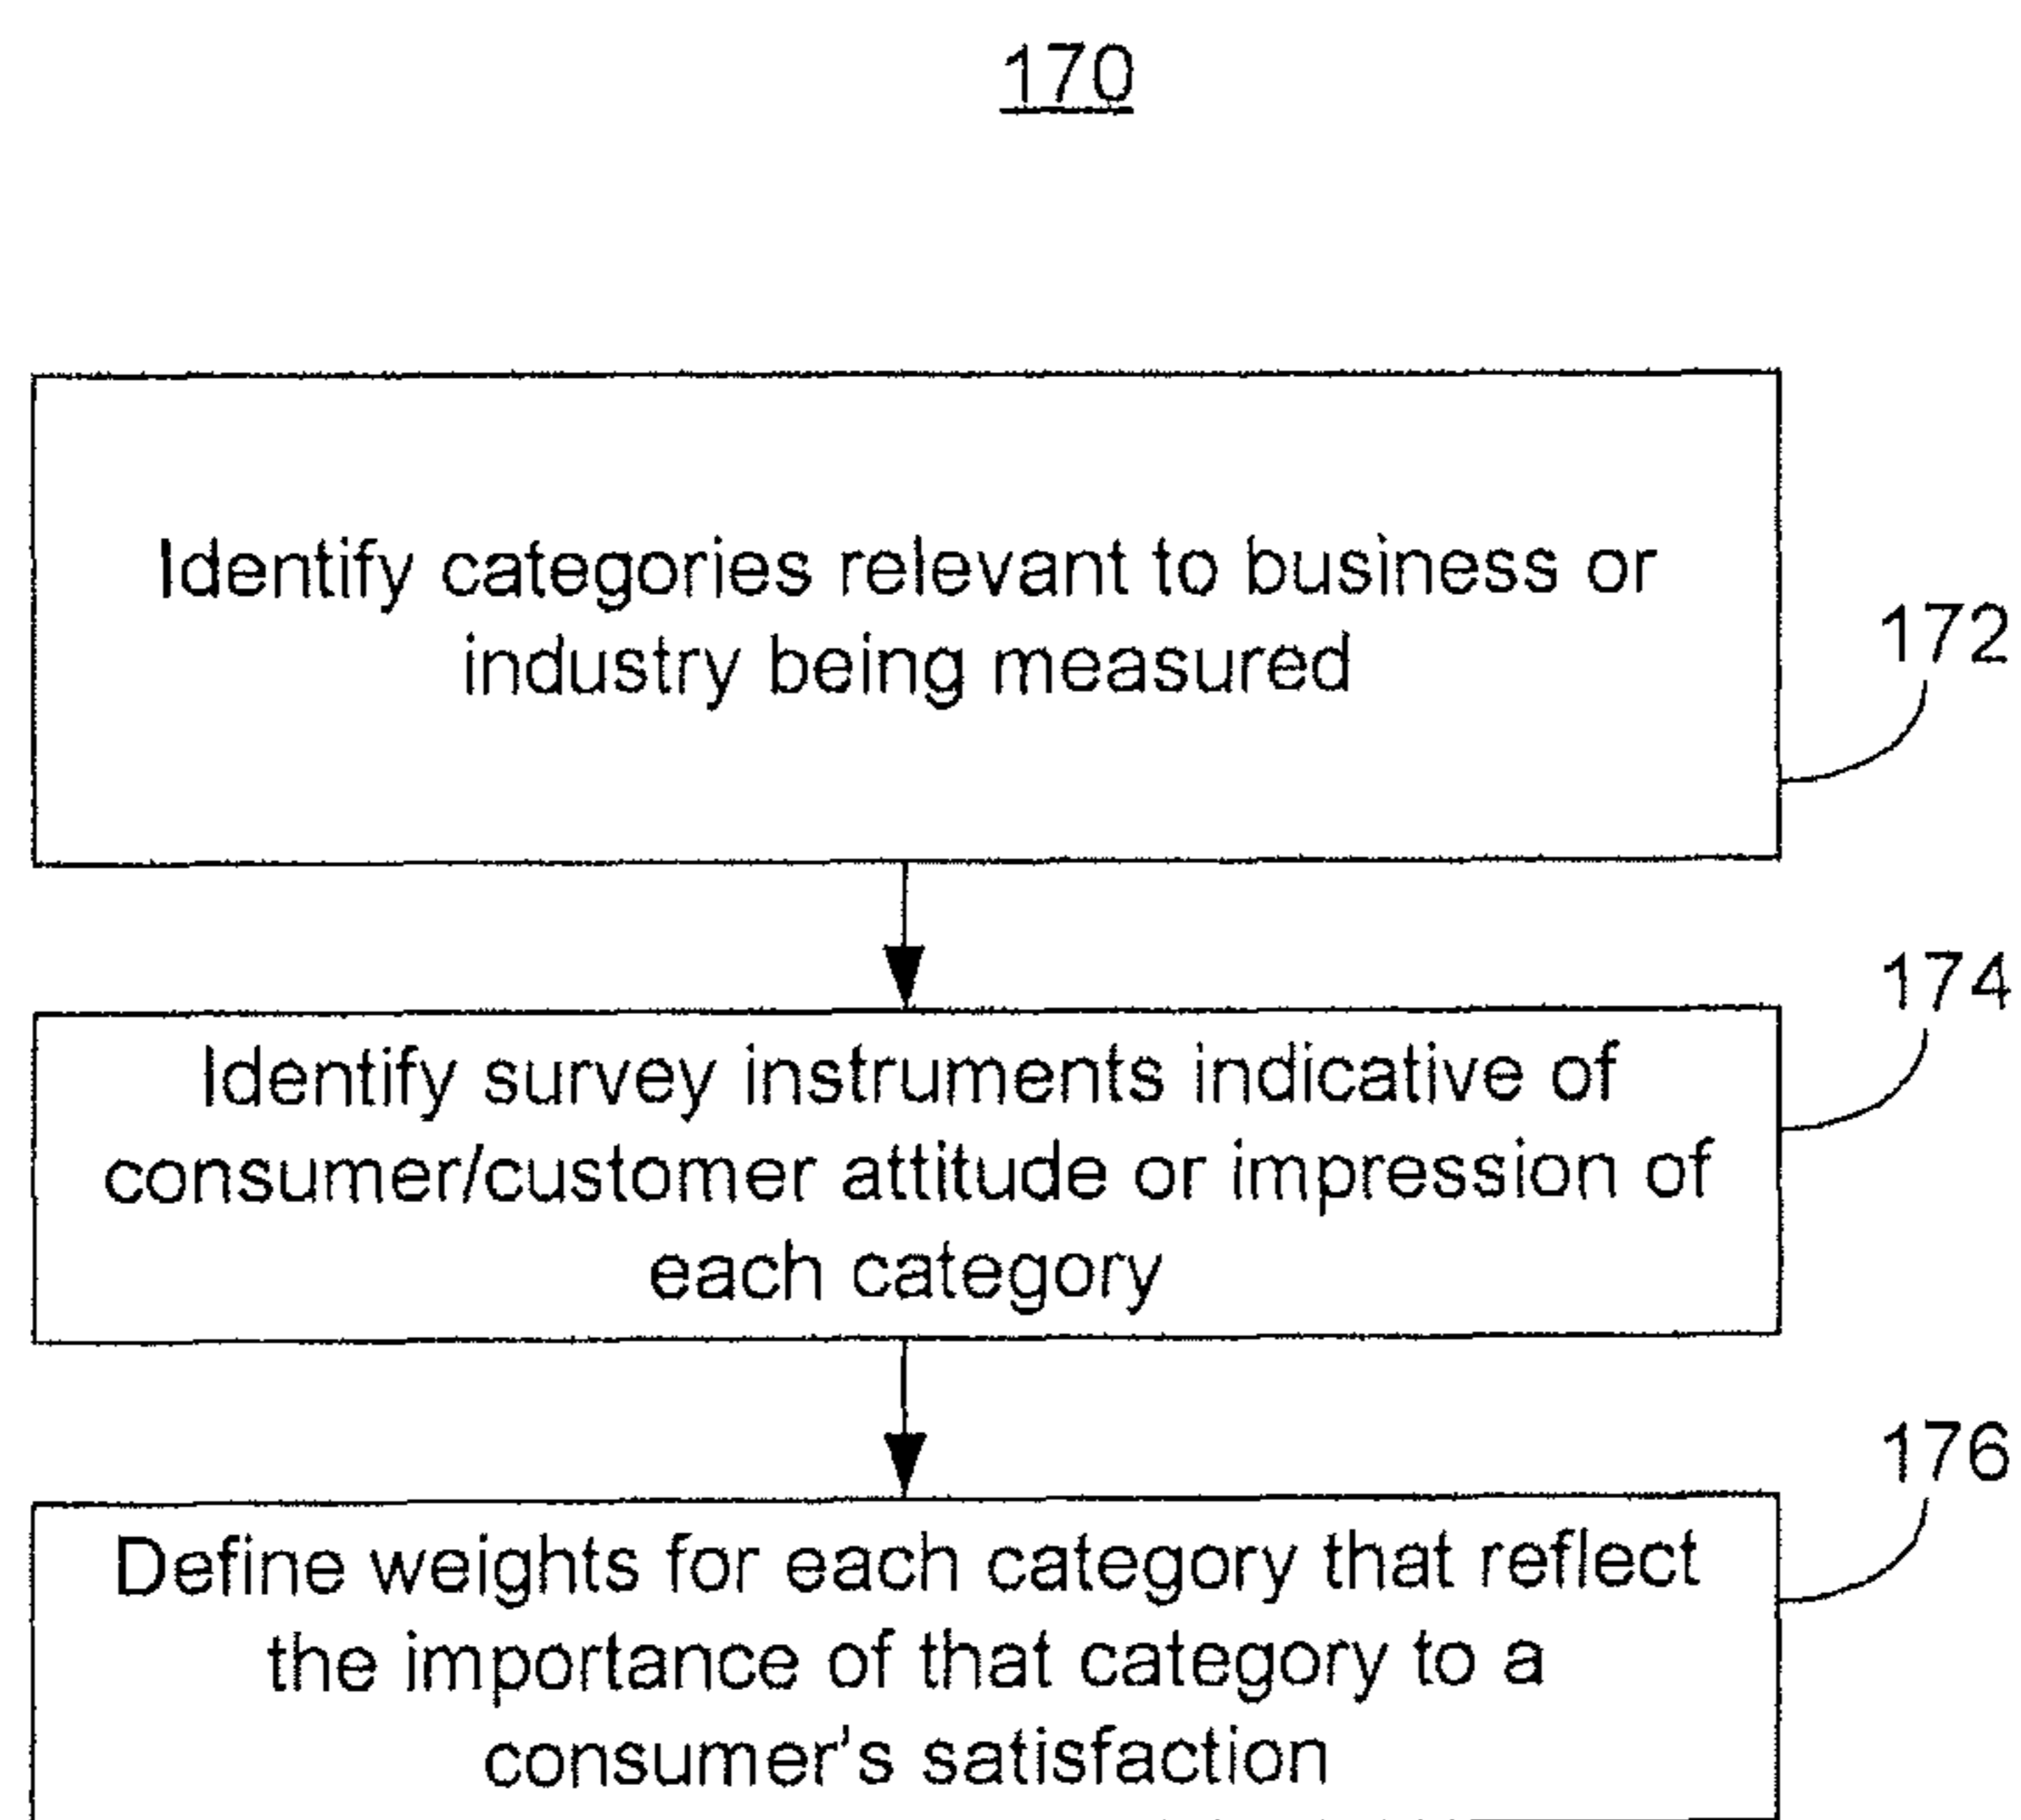 170
Identify categories relevant to business or
industry being measured
172
174
Identify survey instruments indicative of
consumer/customer attitude or impression of
each category
176
Define weights for each category that reflect
the importance of that category to a
consumer's satisfaction